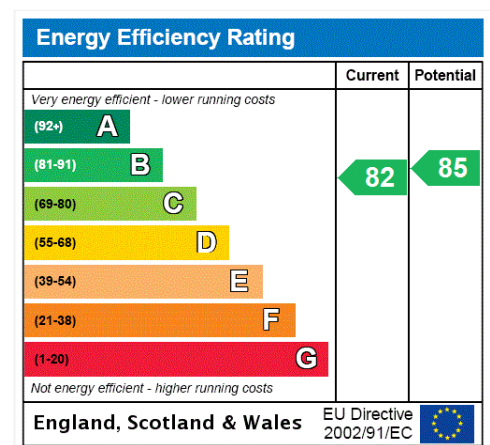 Energy Efficiency Rating
Current Potential
Very energy efficient - lower running costs
(92+) A
(81-91) B
82 85
(69-80) C
(55-68) D
(39-54) E
(21-38) F
(1-20) G
Not energy efficient - higher running costs
England, Scotland & Wales
EU Directive
2002/91/EC